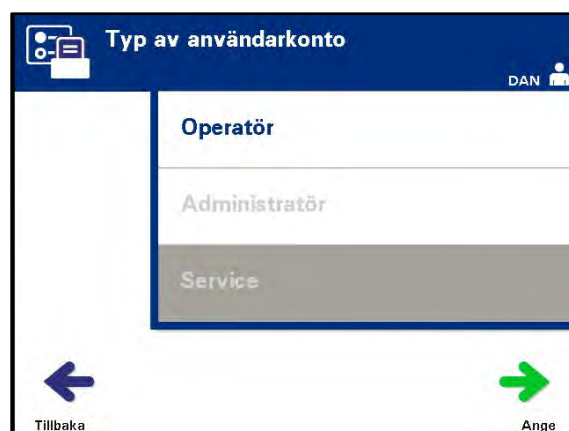 Typ av användarkonto
DAN
Operatör
Administratör
Service
Tillbaka
Ange